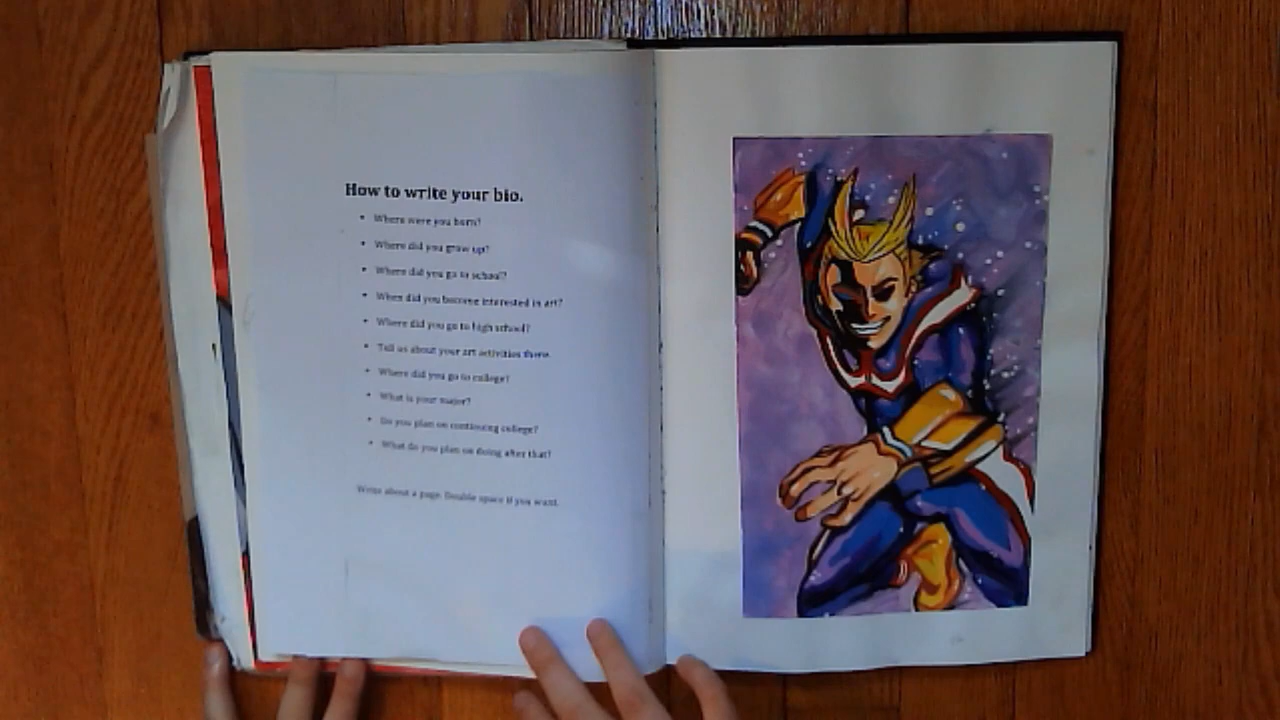 How to write your bio.
• Where were you born?
• Where did you grow up?
• Where did you go to school?
• When did you become interested in art?
• Where did you go to high school?
• Tell us about your art activities there.
• Where did you go to college?
• What is your major?
• Do you plan on continuing college?
• What do you plan on doing after that?
Write about a page. Double space if you want.